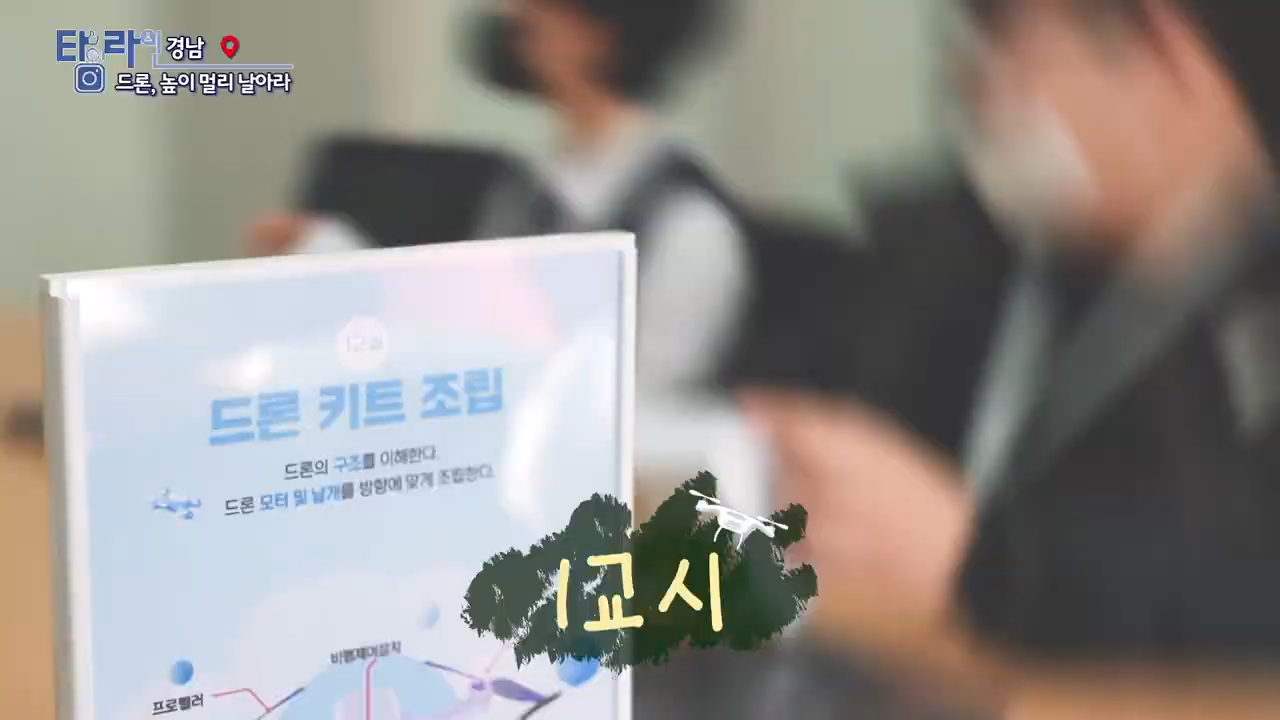 타박타박 경남
드론, 높이 멀리 날아라
1교시
드론 키트 조립
드론의 구조를 이해한다.
드론 모터 및 날개를 방향에 맞게 조립한다.
비행제어장치
프로펠러
1교시